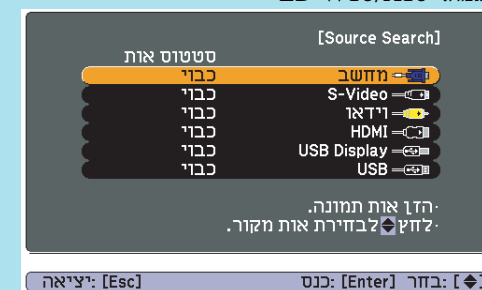 [Source Search]
סטטוס אות
מחשב כבוי
S-Video כבוי
וידאו כבוי
HDMI כבוי
USB Display כבוי
USB כבוי
·הזן אות תמונה.
·לחץ לבחירת אות מקור.
[ ]: בחר [Enter]: כנס [Esc]: יציאה